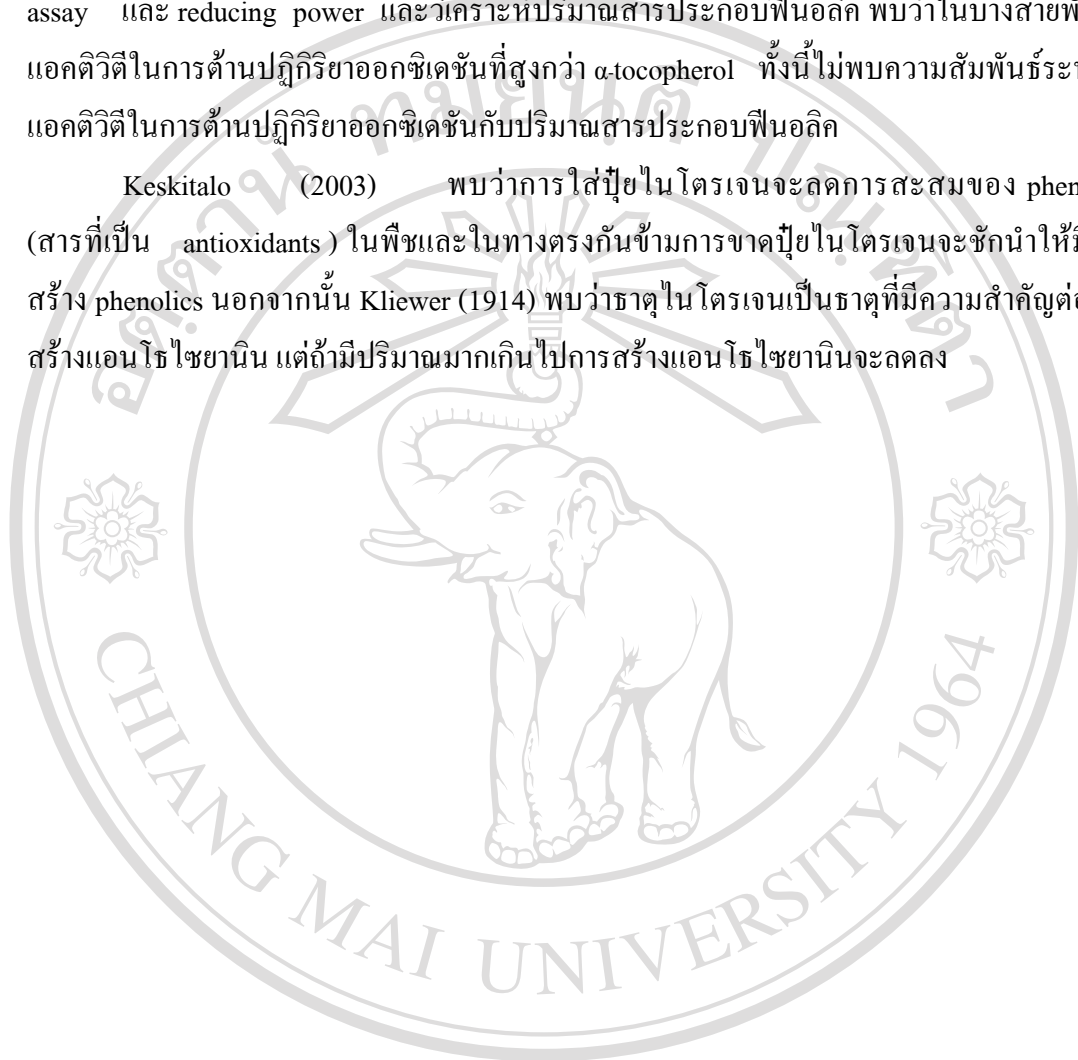 assay และ reducing power และวิเคราะห์ปริมาณสารประกอบฟีนอลิค พบว่าในบางสายพั
แอคติวิตีในการต้านปฏิกิริยาออกซิเดชันที่สูงกว่า α-tocopherol ทั้งนี้ไม่พบความสัมพันธ์ระห
แอคติวิตีในการต้านปฏิกิริยาออกซิเดชันกับปริมาณสารประกอบฟีนอลิค
Keskitalo (2003) พบว่าการใส่ปุ๋ยไนโตรเจนจะลดการสะสมของ phen
(สารที่เป็น antioxidants ) ในพืชและในทางตรงกันข้ามการขาดปุ๋ยไนโตรเจนจะชักนำให้มี
สร้าง phenolics นอกจากนั้น Kliewer (1914) พบว่าธาตุไนโตรเจนเป็นธาตุที่มีความสำคัญต่อ
สร้างแอนโธไซยานิน แต่ถ้ามีปริมาณมากเกินไปการสร้างแอนโธไซยานินจะลดลง
อตฺตานํ ทมยนฺติ ปณฺฑิตา
CHIANG MAI UNIVERSITY 1964